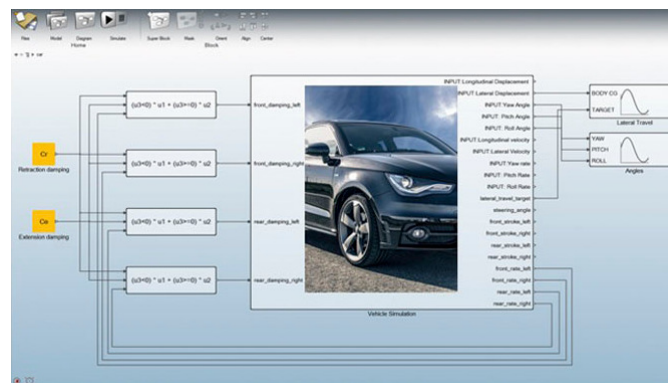 Files Model Diagram Simulate Super Block Mask Orient Align Center
Home Block
INPUT:Longitudinal Displacement
INPUT:Lateral Displacement
INPUT:Yaw Angle
INPUT: Pitch Angle
INPUT: Roll Angle
INPUT:Longitudinal velocity
INPUT:Lateral Velocity
INPUT:Yaw rate
INPUT: Pitch Rate
INPUT: Roll Rate
lateral_travel_target
steering_angle
front_stroke_left
front_stroke_right
rear_stroke_left
rear_stroke_right
front_rate_left
front_rate_right
rear_rate_left
rear_rate_right
BODY CG
TARGET
Lateral Travel
YAW
PITCH
ROLL
Angles
(u3<0) * u1 + (u3>=0) * u2
front_damping_left
Cr
Retraction damping
(u3<0) * u1 + (u3>=0) * u2
front_damping_right
Ce
Extension damping
(u3<0) * u1 + (u3>=0) * u2
rear_damping_left
(u3<0) * u1 + (u3>=0) * u2
rear_damping_right
Vehicle Simulation